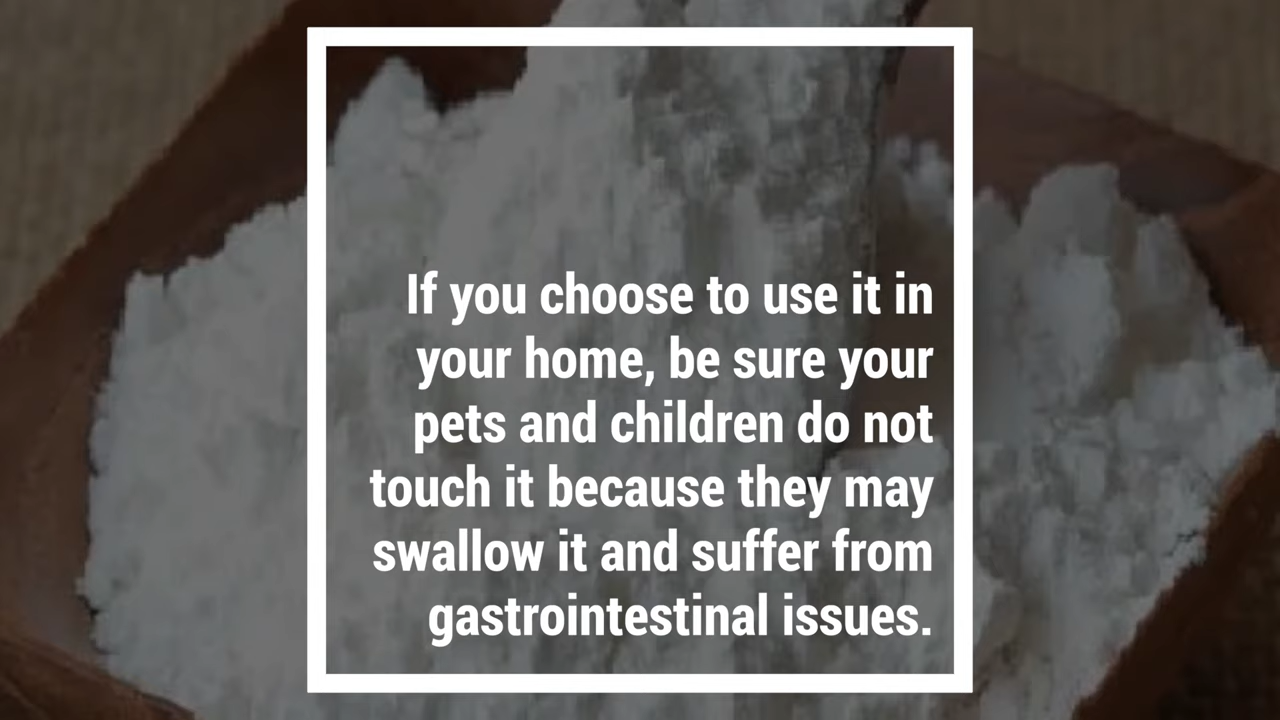 If you choose to use it in
your home, be sure your
pets and children do not
touch it because they may
swallow it and suffer from
gastrointestinal issues.